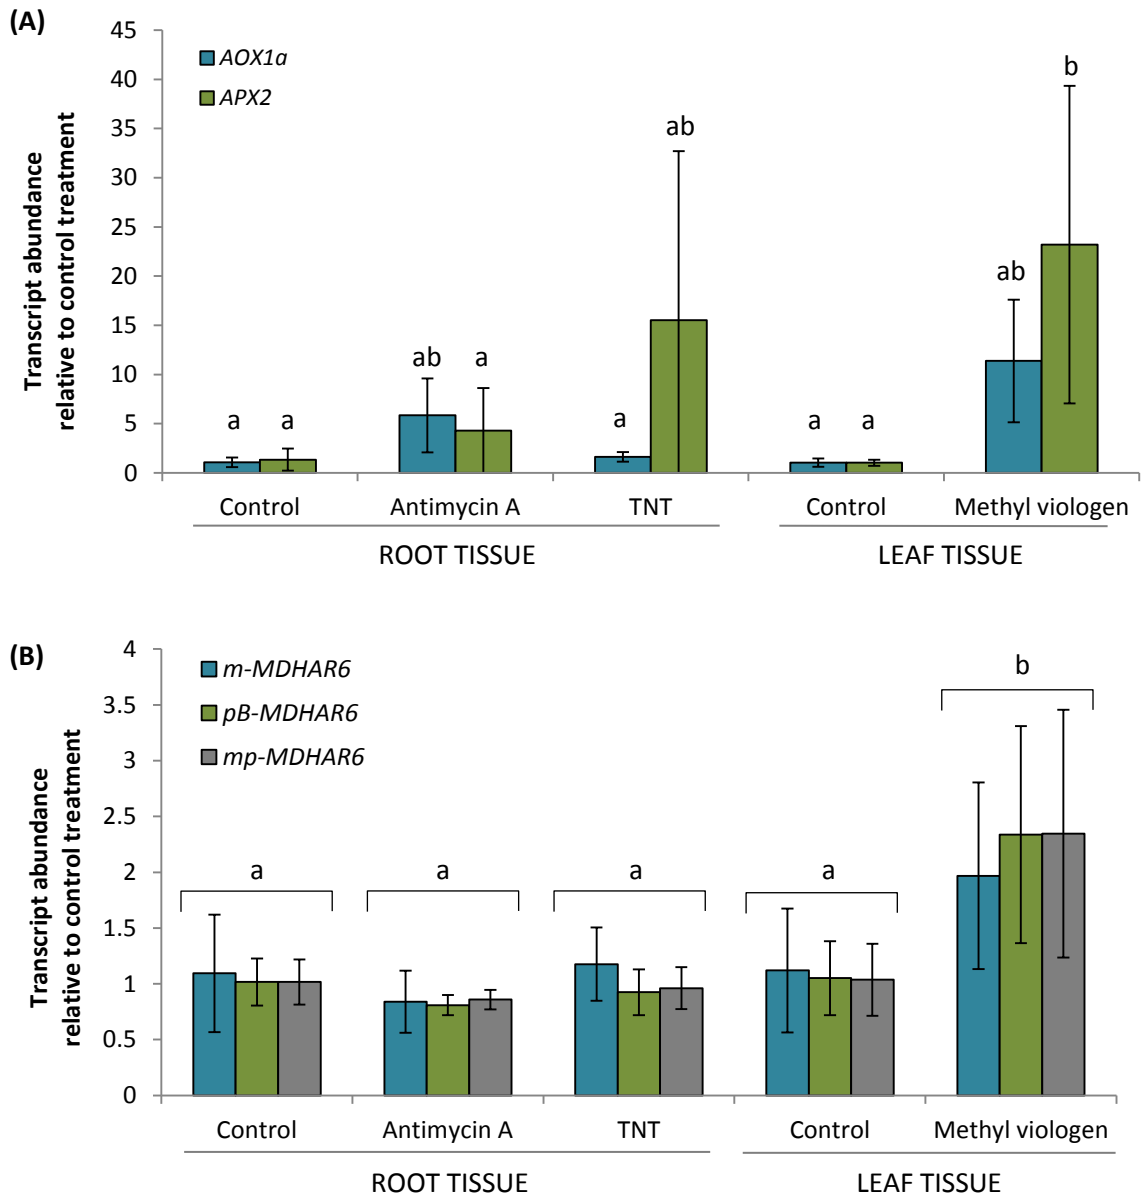 (A)
Transcript abundance
relative to control treatment
45
40
35
30
25
20
15
10
5
0
AOX1a
APX2
a
a
ab
a
a
ab
a
a
ab
b
Control
Antimycin A
TNT
Control
Methyl viologen
ROOT TISSUE
LEAF TISSUE
(B)
Transcript abundance
relative to control treatment
4
3.5
3
2.5
2
1.5
1
0.5
0
m-MDHAR6
pB-MDHAR6
mp-MDHAR6
a
a
a
a
b
Control
Antimycin A
TNT
Control
Methyl viologen
ROOT TISSUE
LEAF TISSUE